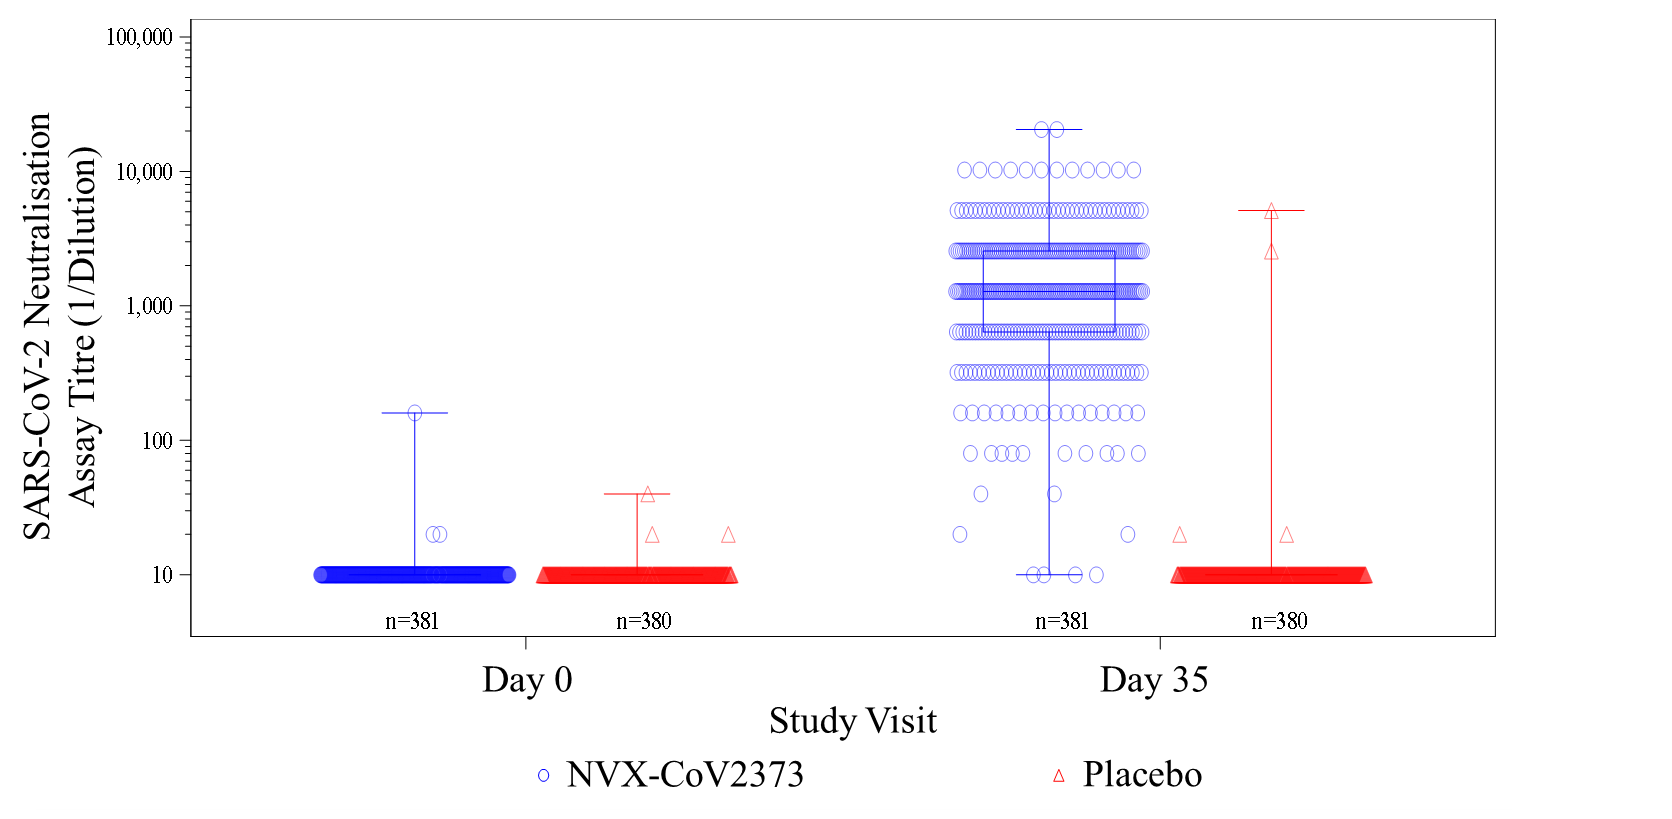 SARS-CoV-2 Neutralisation
Assay Titre (1/Dilution)
100,000
10,000
1,000
100
10
n=381
n=380
n=381
n=380
Day 0
Day 35
Study Visit
NVX-CoV2373
Placebo